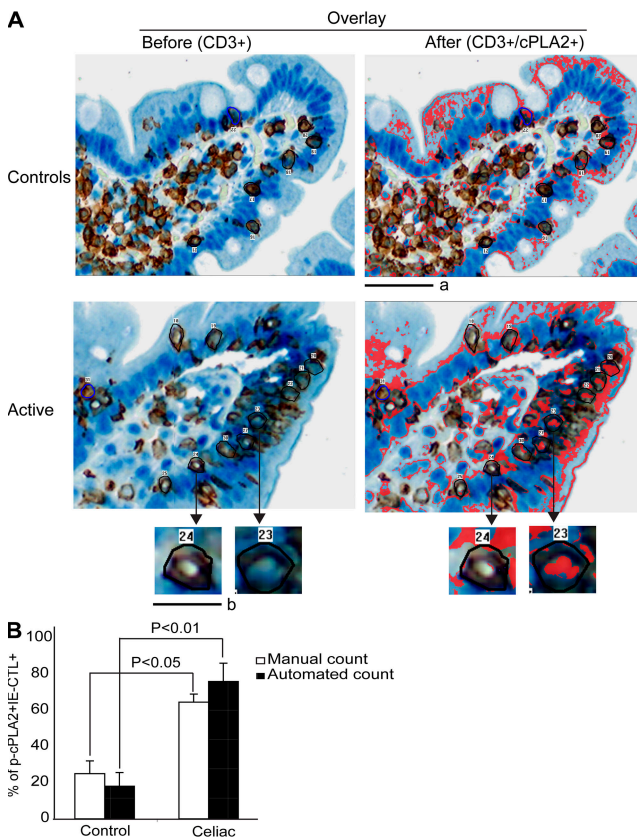 A
Overlay
Before (CD3+)
After (CD3+/cPLA2+)
Controls
a
Active
24
23
24
23
b
B
% of p-cPLA2+IE-CTL+
100
80
60
40
20
0
P<0.01
P<0.05
Manual count
Automated count
Control
Celiac